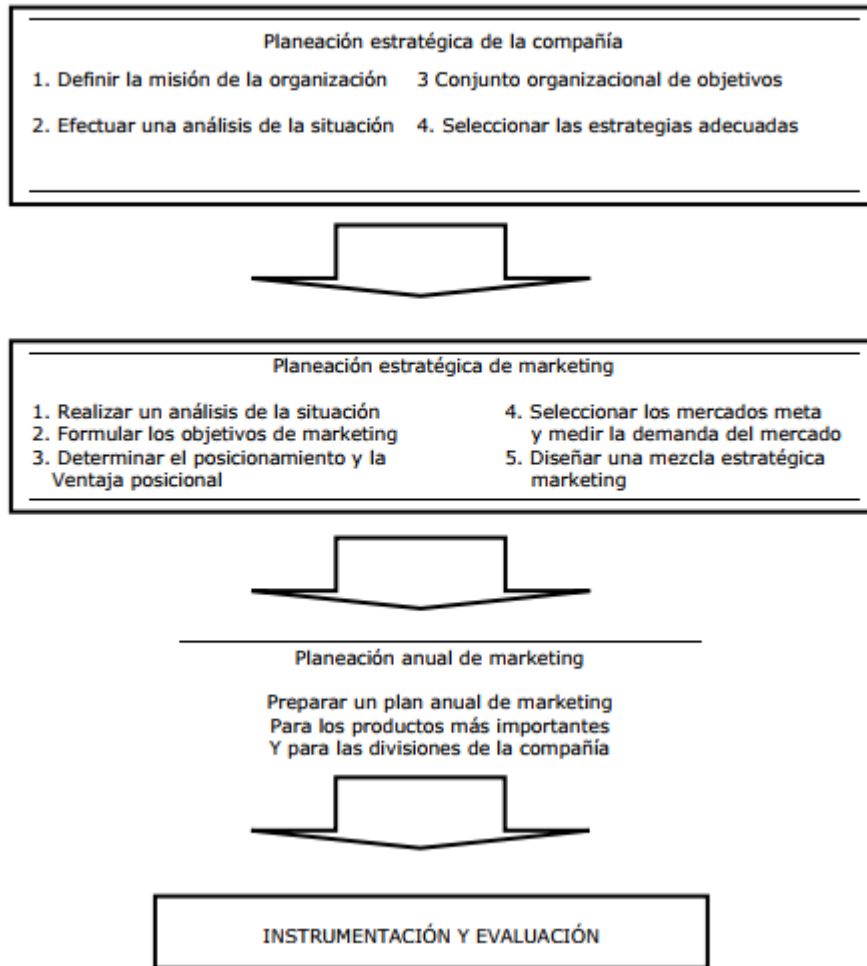 Planeación estratégica de la compañía
1. Definir la misión de la organización
3 Conjunto organizacional de objetivos
2. Efectuar una análisis de la situación
4. Seleccionar las estrategias adecuadas
Planeación estratégica de marketing
1. Realizar un análisis de la situación
2. Formular los objetivos de marketing
3. Determinar el posicionamiento y la
Ventaja posicional
4. Seleccionar los mercados meta
y medir la demanda del mercado
5. Diseñar una mezcla estratégica
marketing
Planeación anual de marketing
Preparar un plan anual de marketing
Para los productos más importantes
Y para las divisiones de la compañía
INSTRUMENTACIÓN Y EVALUACIÓN